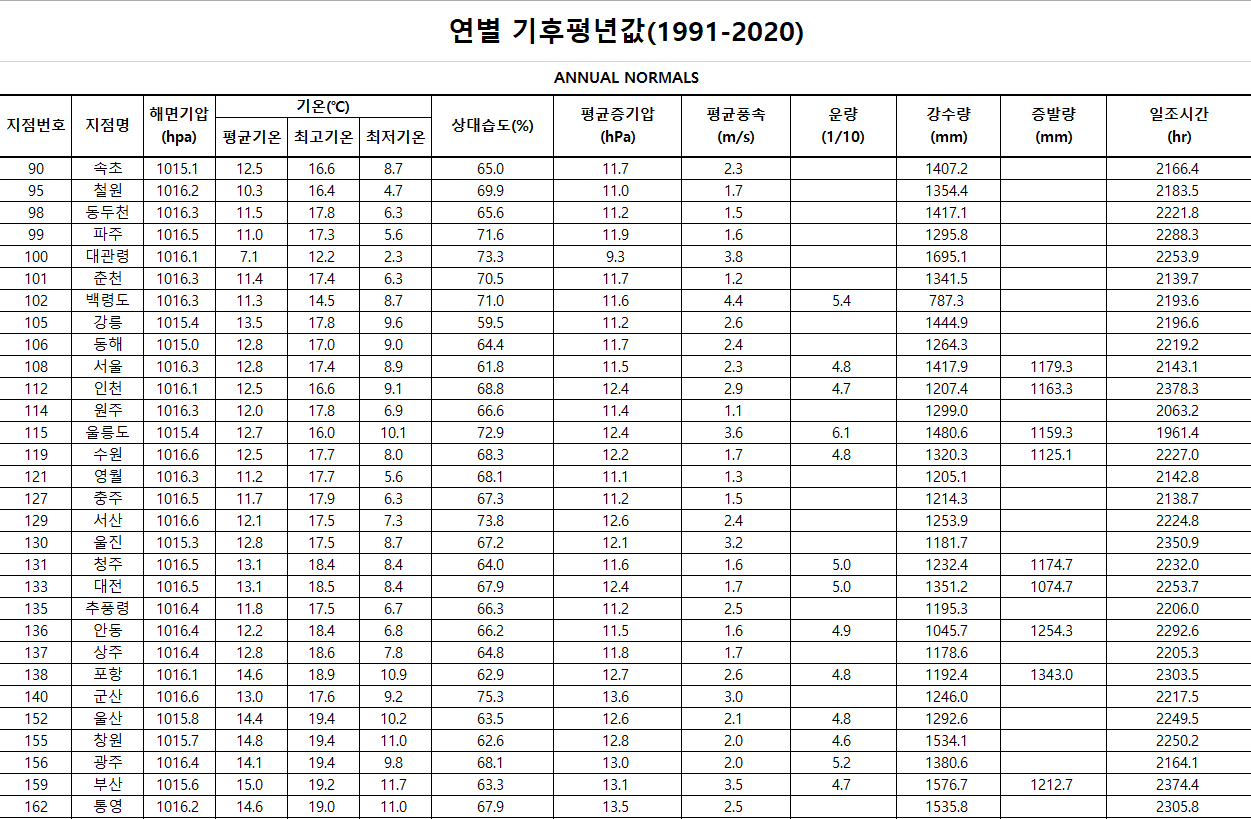 연별 기후평년값(1991-2020)
ANNUAL NORMALS
지점번호 지점명 해면기압 (hpa) 기온(℃) 상대습도(%) 평균증기압 (hPa) 평균풍속 (m/s) 운량 (1/10) 강수량 (mm) 증발량 (mm) 일조시간 (hr)
평균기온 최고기온 최저기온
90 속초 1015.1 12.5 16.6 8.7 65.0 11.7 2.3 1407.2 2166.4
95 철원 1016.2 10.3 16.4 4.7 69.9 11.0 1.7 1354.4 2183.5
98 동두천 1016.3 11.5 17.8 6.3 65.6 11.2 1.5 1417.1 2221.8
99 파주 1016.5 11.0 17.3 5.6 71.6 11.9 1.6 1295.8 2288.3
100 대관령 1016.1 7.1 12.2 2.3 73.3 9.3 3.8 1695.1 2253.9
101 춘천 1016.3 11.4 17.4 6.3 70.5 11.7 1.2 1341.5 2139.7
102 백령도 1016.3 11.3 14.5 8.7 71.0 11.6 4.4 5.4 787.3 2193.6
105 강릉 1015.4 13.5 17.8 9.6 59.5 11.2 2.6 1444.9 2196.6
106 동해 1015.0 12.8 17.0 9.0 64.4 11.7 2.4 1264.3 2219.2
108 서울 1016.3 12.8 17.4 8.9 61.8 11.5 2.3 4.8 1417.9 1179.3 2143.1
112 인천 1016.1 12.5 16.6 9.1 68.8 12.4 2.9 4.7 1207.4 1163.3 2378.3
114 원주 1016.3 12.0 17.8 6.9 66.6 11.4 1.1 1299.0 2063.2
115 울릉도 1015.4 12.7 16.0 10.1 72.9 12.4 3.6 6.1 1480.6 1159.3 1961.4
119 수원 1016.6 12.5 17.7 8.0 68.3 12.2 1.7 4.8 1320.3 1125.1 2227.0
121 영월 1016.3 11.2 17.7 5.6 68.1 11.1 1.3 1205.1 2142.8
127 충주 1016.5 11.7 17.9 6.3 67.3 11.2 1.5 1214.3 2138.7
129 서산 1016.6 12.1 17.5 7.3 73.8 12.6 2.4 1253.9 2224.8
130 울진 1015.3 12.8 17.5 8.7 67.2 12.1 3.2 1181.7 2350.9
131 청주 1016.5 13.1 18.4 8.4 64.0 11.6 1.6 5.0 1232.4 1174.7 2232.0
133 대전 1016.5 13.1 18.5 8.4 67.9 12.4 1.7 5.0 1351.2 1074.7 2253.7
135 추풍령 1016.4 11.8 17.5 6.7 66.3 11.2 2.5 1195.3 2206.0
136 안동 1016.4 12.2 18.4 6.8 66.2 11.5 1.6 4.9 1045.7 1254.3 2292.6
137 상주 1016.4 12.8 18.6 7.8 64.8 11.8 1.7 1178.6 2205.3
138 포항 1016.1 14.6 18.9 10.9 62.9 12.7 2.6 4.8 1192.4 1343.0 2303.5
140 군산 1016.6 13.0 17.6 9.2 75.3 13.6 3.0 1246.0 2217.5
152 울산 1015.8 14.4 19.4 10.2 63.5 12.6 2.1 4.8 1292.6 2249.5
155 창원 1015.7 14.8 19.4 11.0 62.6 12.8 2.0 4.6 1534.1 2250.2
156 광주 1016.4 14.1 19.4 9.8 68.1 13.0 2.0 5.2 1380.6 2164.1
159 부산 1015.6 15.0 19.2 11.7 63.3 13.1 3.5 4.7 1576.7 1212.7 2374.4
162 통영 1016.2 14.6 19.0 11.0 67.9 13.5 2.5 1535.8 2305.8